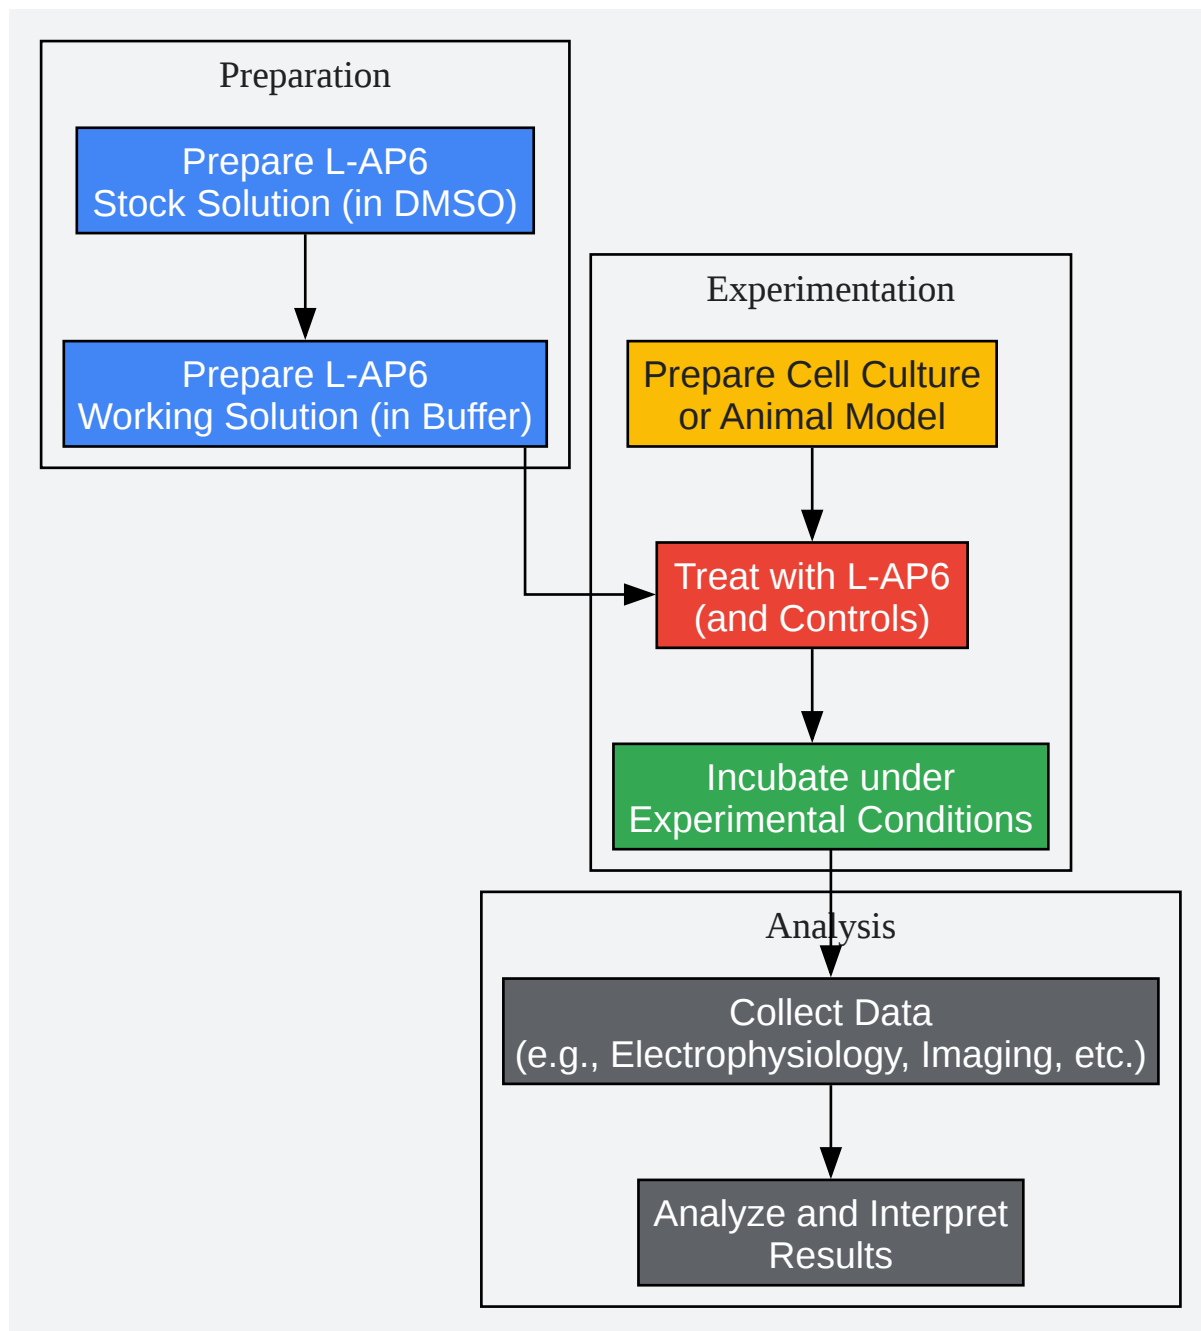 Preparation
Prepare L-AP6
Stock Solution (in DMSO)
Prepare L-AP6
Working Solution (in Buffer)
Experimentation
Prepare Cell Culture
or Animal Model
Treat with L-AP6
(and Controls)
Incubate under
Experimental Conditions
Analysis
Collect Data
(e.g., Electrophysiology, Imaging, etc.)
Analyze and Interpret
Results